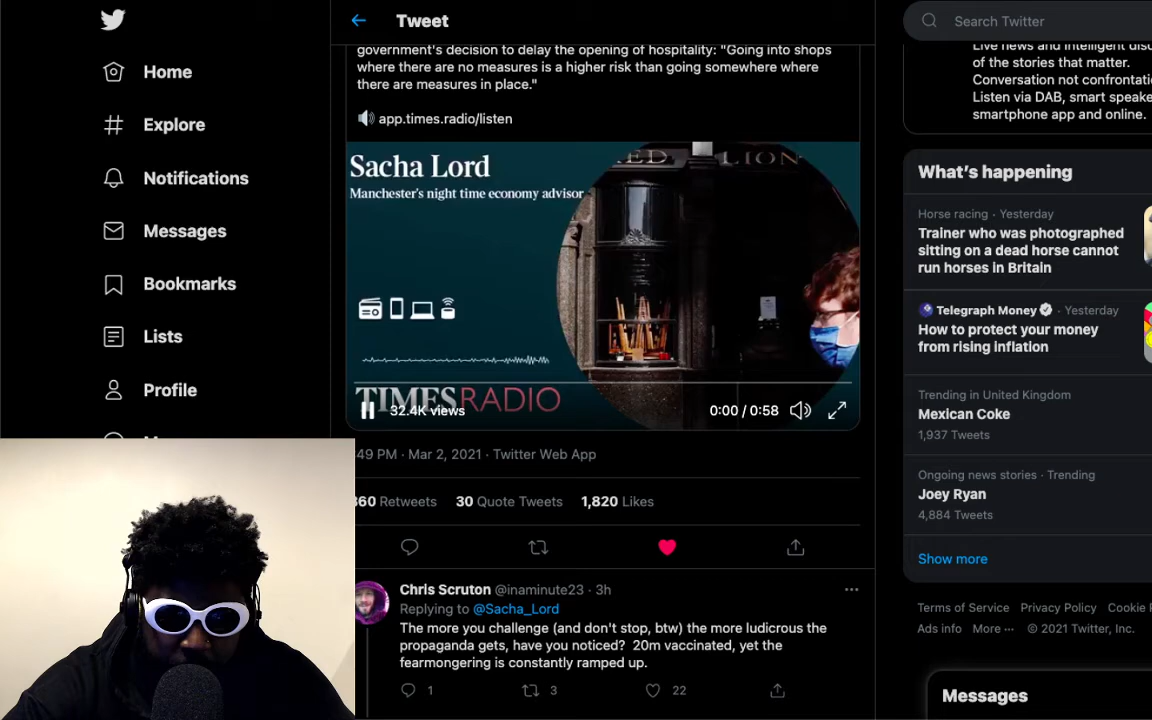 Home
Explore
Notifications
Messages
Bookmarks
Lists
Profile
Tweet
government's decision to delay the opening of hospitality: "Going into shops
where there are no measures is a higher risk than going somewhere where
there are measures in place."
app.times.radio/listen
Sacha Lord
Manchester's night time economy advisor
RED LION
TIMES RADIO
32.4K views
0:00 / 0:58
:49 PM · Mar 2, 2021 · Twitter Web App
360 Retweets 30 Quote Tweets 1,820 Likes
Chris Scruton @inaminute23 · 3h
Replying to @Sacha_Lord
The more you challenge (and don't stop, btw) the more ludicrous the
propaganda gets, have you noticed? 20m vaccinated, yet the
fearmongering is constantly ramped up.
1 3 22
Search Twitter
Live news and intelligent disc
of the stories that matter.
Conversation not confrontati
Listen via DAB, smart speake
smartphone app and online.
What's happening
Horse racing · Yesterday
Trainer who was photographed
sitting on a dead horse cannot
run horses in Britain
Telegraph Money · Yesterday
How to protect your money
from rising inflation
Trending in United Kingdom
Mexican Coke
1,937 Tweets
Ongoing news stories · Trending
Joey Ryan
4,884 Tweets
Show more
Terms of Service Privacy Policy Cookie P
Ads info More ··· © 2021 Twitter, Inc.
Messages